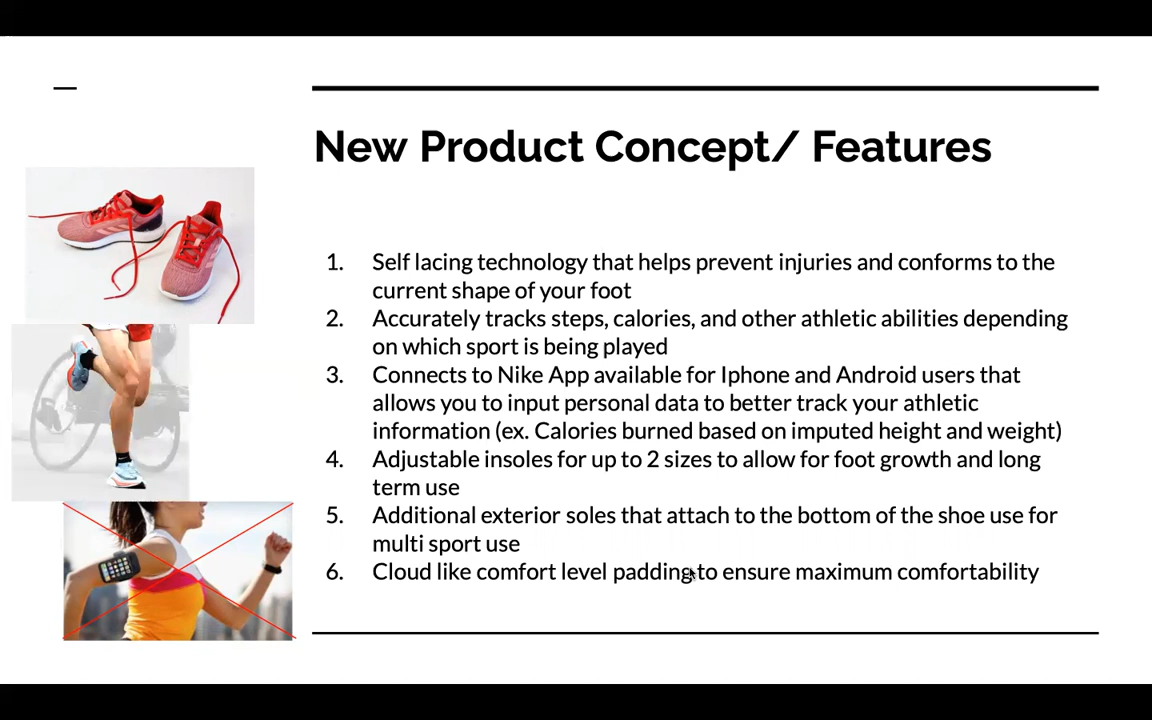 New Product Concept/ Features
1. Self lacing technology that helps prevent injuries and conforms to the
current shape of your foot
2. Accurately tracks steps, calories, and other athletic abilities depending
on which sport is being played
3. Connects to Nike App available for Iphone and Android users that
allows you to input personal data to better track your athletic
information (ex. Calories burned based on imputed height and weight)
4. Adjustable insoles for up to 2 sizes to allow for foot growth and long
term use
5. Additional exterior soles that attach to the bottom of the shoe use for
multi sport use
6. Cloud like comfort level padding to ensure maximum comfortability